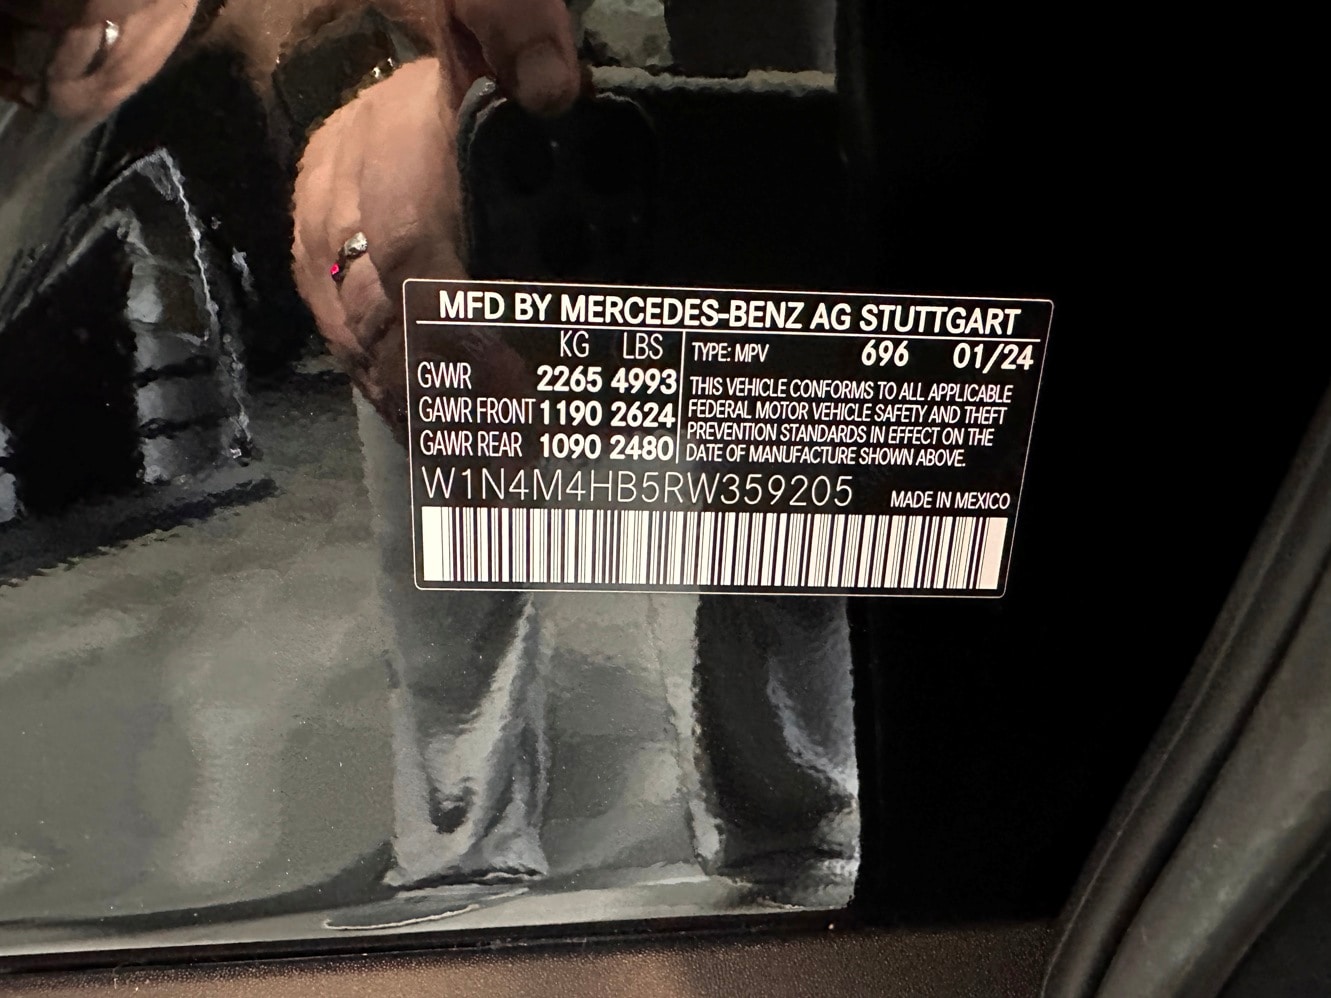 MFD BY MERCEDES-BENZ AG STUTTGART
KG LBS
GVWR 2265 4993
GAWR FRONT 1190 2624
GAWR REAR 1090 2480
TYPE: MPV 696 01/24
THIS VEHICLE CONFORMS TO ALL APPLICABLE
FEDERAL MOTOR VEHICLE SAFETY AND THEFT
PREVENTION STANDARDS IN EFFECT ON THE
DATE OF MANUFACTURE SHOWN ABOVE.
W1N4M4HB5RW359205 MADE IN MEXICO